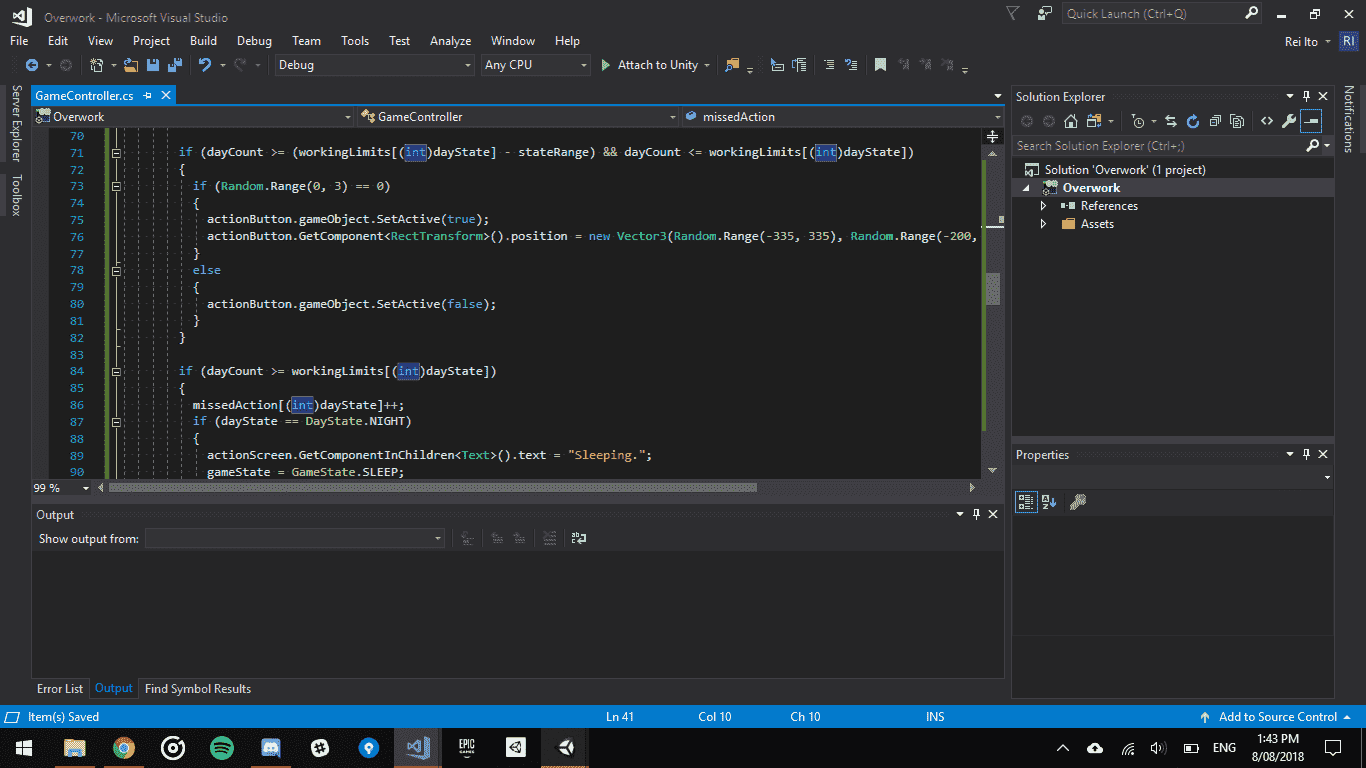 Overwork - Microsoft Visual Studio
Quick Launch (Ctrl+Q)
File Edit View Project Build Debug Team Tools Test Analyze Window Help
Rei Ito RI
Debug Any CPU Attach to Unity
Server Explorer
Toolbox
GameController.cs
Overwork GameController missedAction
70
71 if (dayCount >= (workingLimits[(int)dayState] - stateRange) && dayCount <= workingLimits[(int)dayState])
72 {
73 if (Random.Range(0, 3) == 0)
74 {
75 actionButton.gameObject.SetActive(true);
76 actionButton.GetComponent<RectTransform>().position = new Vector3(Random.Range(-335, 335), Random.Range(-200,
77 }
78 else
79 {
80 actionButton.gameObject.SetActive(false);
81 }
82 }
83
84 if (dayCount >= workingLimits[(int)dayState])
85 {
86 missedAction[(int)dayState]++;
87 if (dayState == DayState.NIGHT)
88 {
89 actionScreen.GetComponentInChildren<Text>().text = "Sleeping.";
90 gameState = GameState.SLEEP;
99 %
Output
Show output from:
Error List Output Find Symbol Results
Solution Explorer
Search Solution Explorer (Ctrl+;)
Solution 'Overwork' (1 project)
Overwork
References
Assets
Properties
Notifications
Item(s) Saved Ln 41 Col 10 Ch 10 INS Add to Source Control
EPIC GAMES
ENG
1:43 PM
8/08/2018